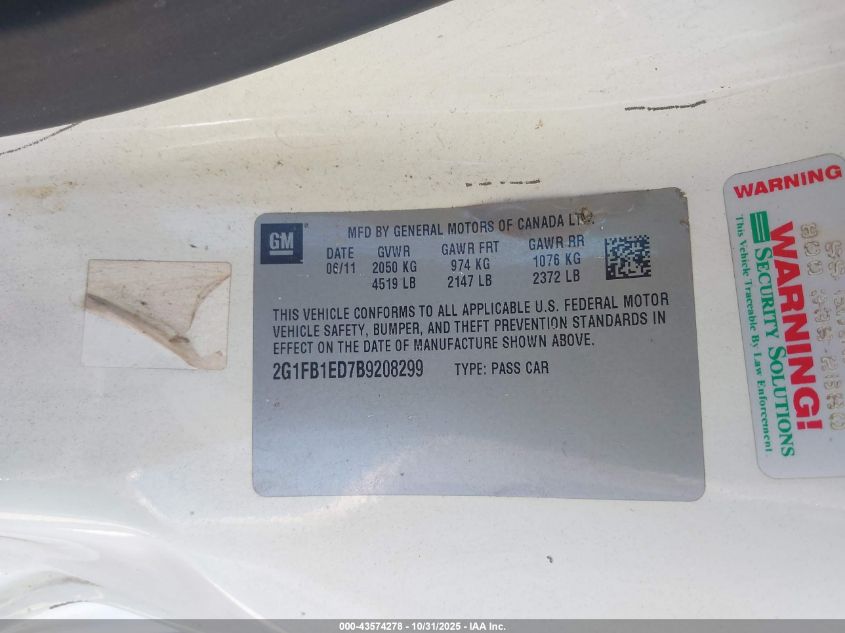 GM
MFD BY GENERAL MOTORS OF CANADA LTD.
DATE GVWR GAWR FRT GAWR RR
06/11 2050 KG 974 KG 1076 KG
4519 LB 2147 LB 2372 LB
THIS VEHICLE CONFORMS TO ALL APPLICABLE U.S. FEDERAL MOTOR
VEHICLE SAFETY, BUMPER, AND THEFT PREVENTION STANDARDS IN
EFFECT ON THE DATE OF MANUFACTURE SHOWN ABOVE.
2G1FB1ED7B9208299 TYPE: PASS CAR
WARNING
WARNING!
SECURITY SOLUTIONS
This Vehicle Traceable By Law Enforcement
000-43574278 - 10/31/2025 - IAA Inc.